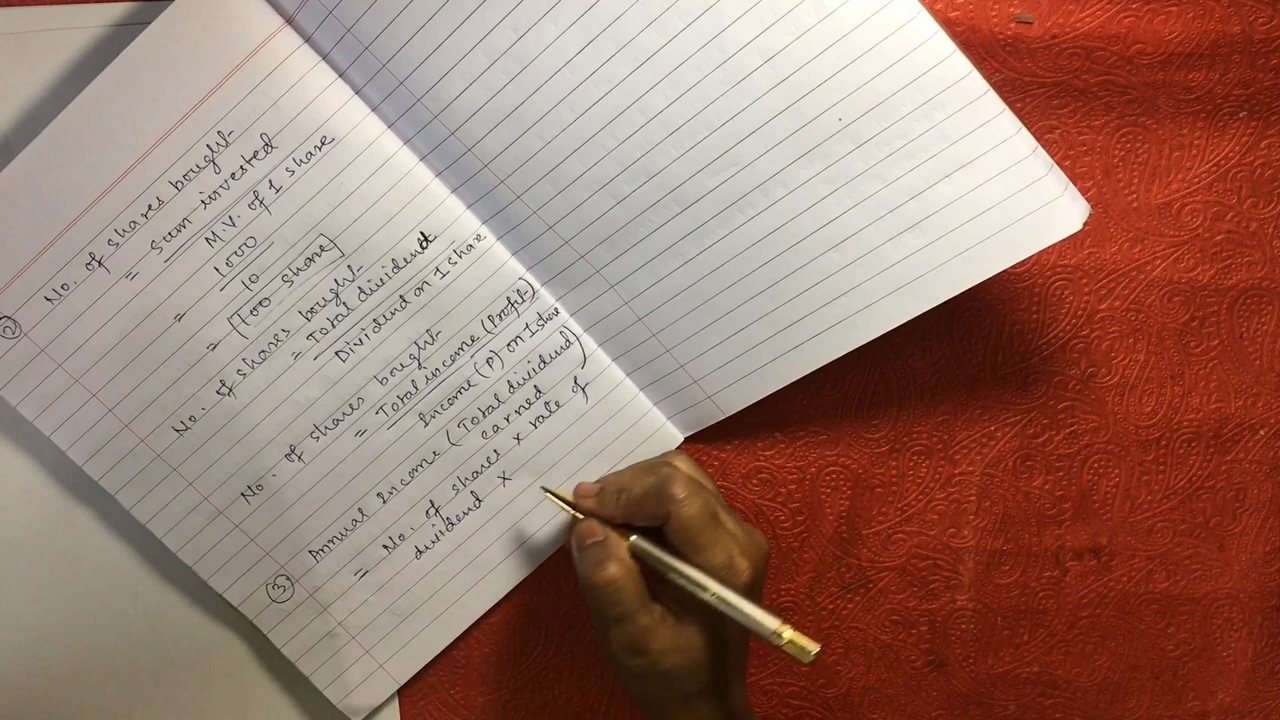 ② No. of shares bought
= Sum invested
M.V. of 1 share
= 1000
10
= [100 share]
No. of shares bought
= Total dividend
Dividend on 1 share
No. of shares bought
= Total income (Profit)
Income (P) on 1 share
③ Annual Income (Total dividend)
earned
= No. of shares x rate of
dividend x